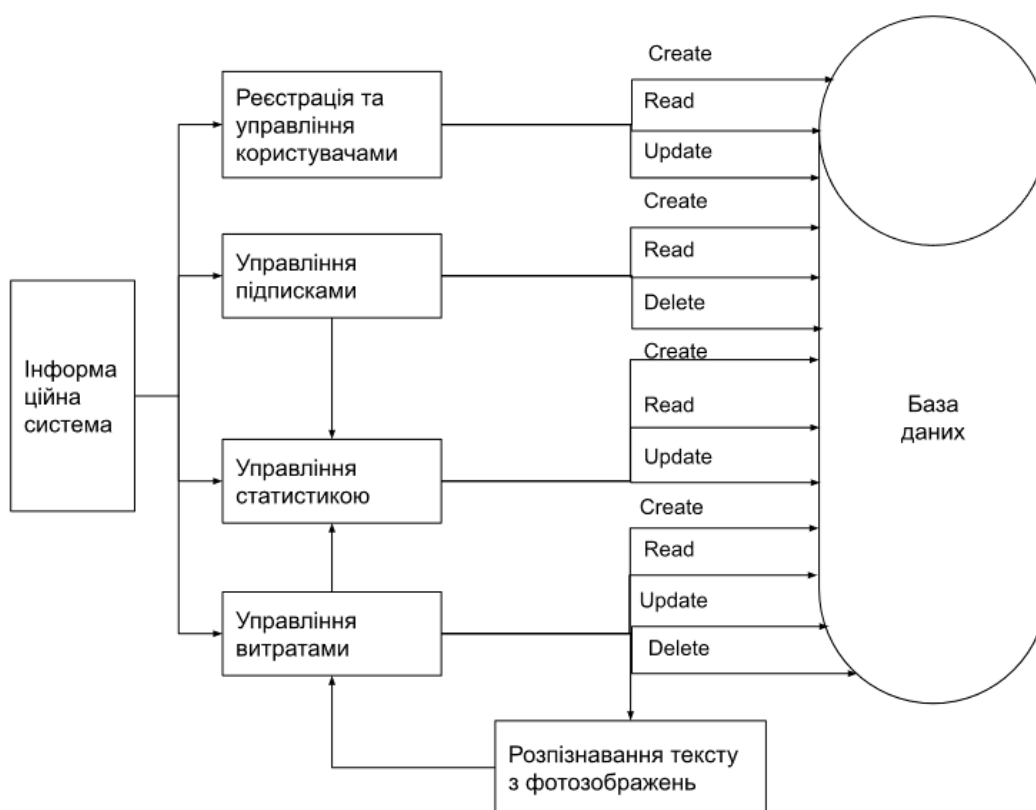 Create
Реєстрація та
управління
користувачами
Read
Update
Create
Управління
підписками
Read
Delete
Create
Інформа
ційна
система
Read
База
даних
Управління
статистикою
Update
Create
Read
Управління
витратами
Update
Delete
Розпізнавання тексту
з фотозображень